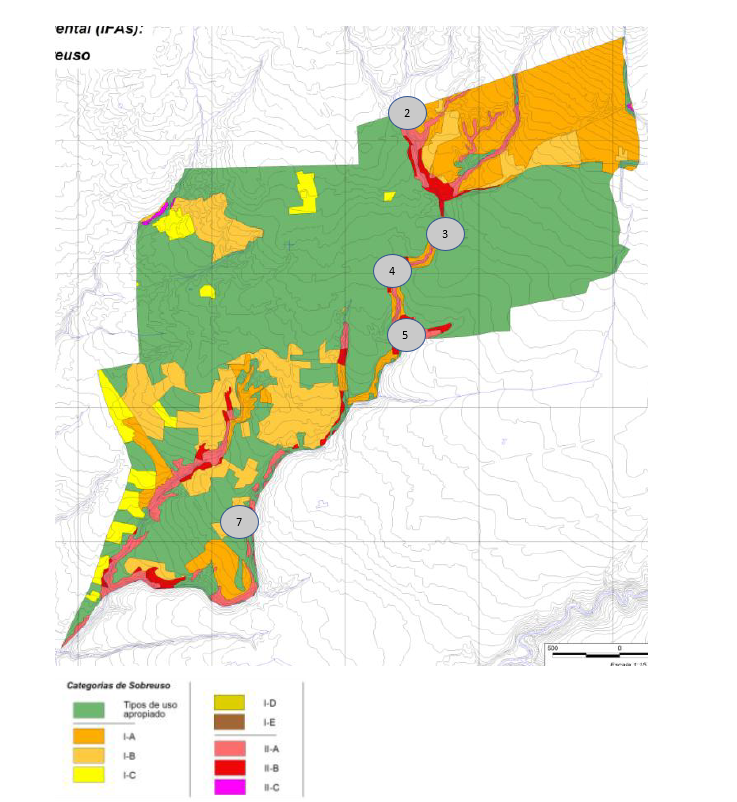 ental (IFAs):
euso
2
3
4
5
7
500 0
Categorias de Sobreuso
Tipos de uso
apropiado
I-A
I-B
I-C
I-D
I-E
II-A
II-B
II-C